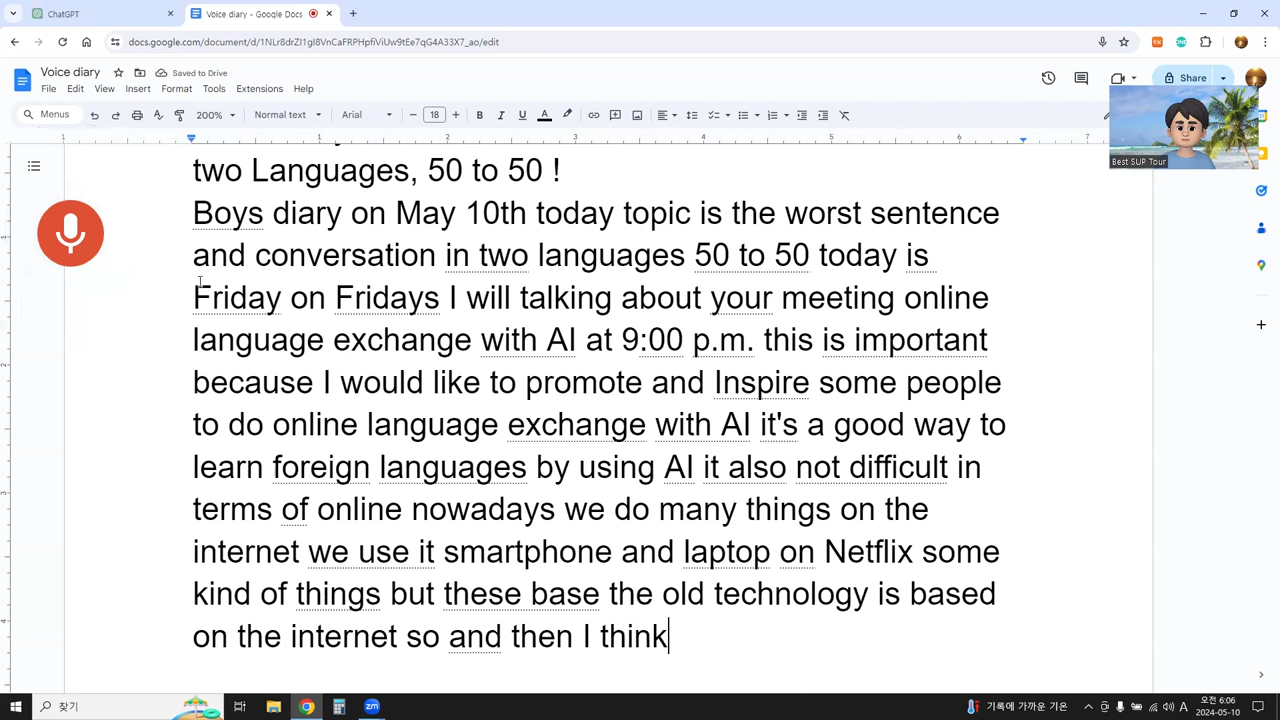 ChatGPT
Voice diary - Google Docs
docs.google.com/document/d/1NLr8drZI1gI8VnCaFRPHpfiViUw9tEe7qG4A33X7_ao/edit
Voice diary
Saved to Drive
File Edit View Insert Format Tools Extensions Help
Share
Menus
200%
Normal text
Arial
18
Best SUP Tour
two Languages, 50 to 50 !
Boys diary on May 10th today topic is the worst sentence
and conversation in two languages 50 to 50 today is
Friday on Fridays I will talking about your meeting online
language exchange with AI at 9:00 p.m. this is important
because I would like to promote and Inspire some people
to do online language exchange with AI it's a good way to
learn foreign languages by using AI it also not difficult in
terms of online nowadays we do many things on the
internet we use it smartphone and laptop on Netflix some
kind of things but these base the old technology is based
on the internet so and then I think
찾기
zm
기록에 가까운 기온
A
오전 6:06
2024-05-10